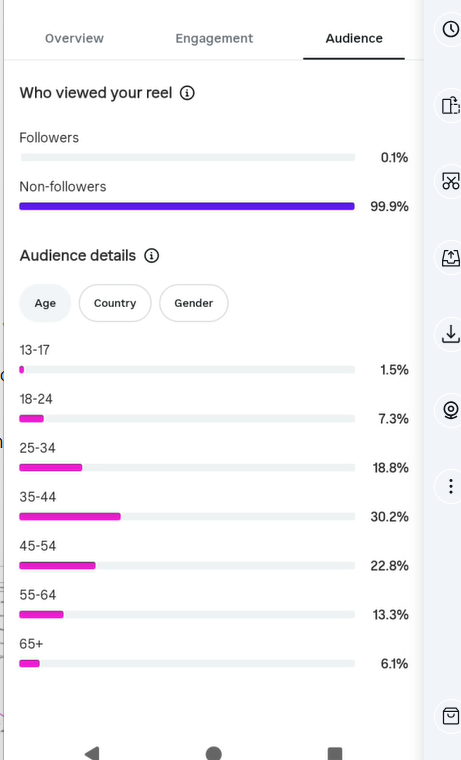 Overview Engagement Audience
Who viewed your reel
Followers
0.1%
Non-followers
99.9%
Audience details
Age Country Gender
13-17
1.5%
18-24
7.3%
25-34
18.8%
35-44
30.2%
45-54
22.8%
55-64
13.3%
65+
6.1%